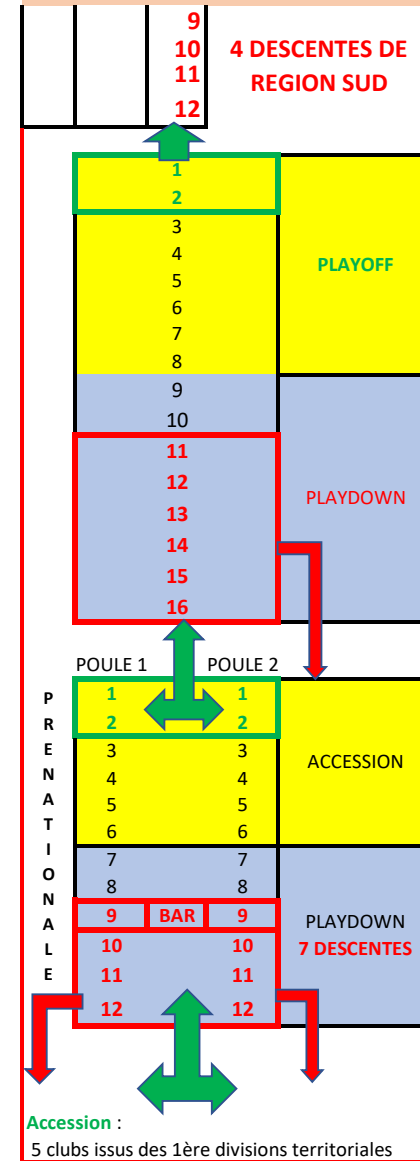 9
10 4 DESCENTES DE
11 REGION SUD
12
1
2
3
4
5 PLAYOFF
6
7
8
9
10
11
12
13 PLAYDOWN
14
15
16
POULE 1 POULE 2
PRNATIONALE
1 1
2 2
3 3
ACCESSION
4 4
5 5
6 6
7 7
8 8
9 BAR 9
PLAYDOWN
10 10
7 DESCENTES
11 11
12 12
Accession :
5 clubs issus des 1ère divisions territoriales